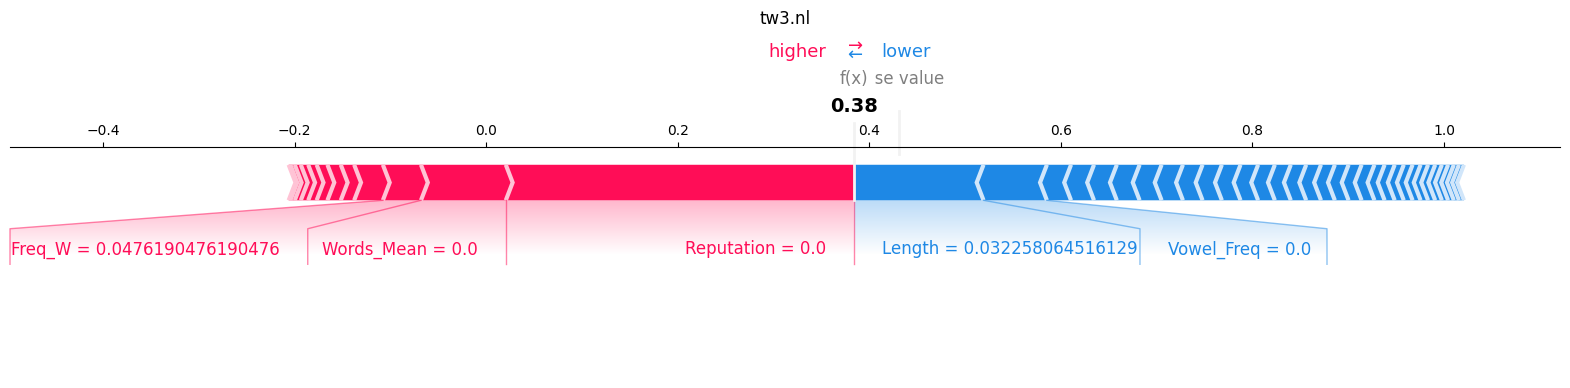 tw3.nl
higher ⇄ lower
f(x) se value
0.38
−0.4 −0.2 0.0 0.2 0.4 0.6 0.8 1.0
Freq_W = 0.0476190476190476 Words_Mean = 0.0 Reputation = 0.0 Length = 0.032258064516129 Vowel_Freq = 0.0